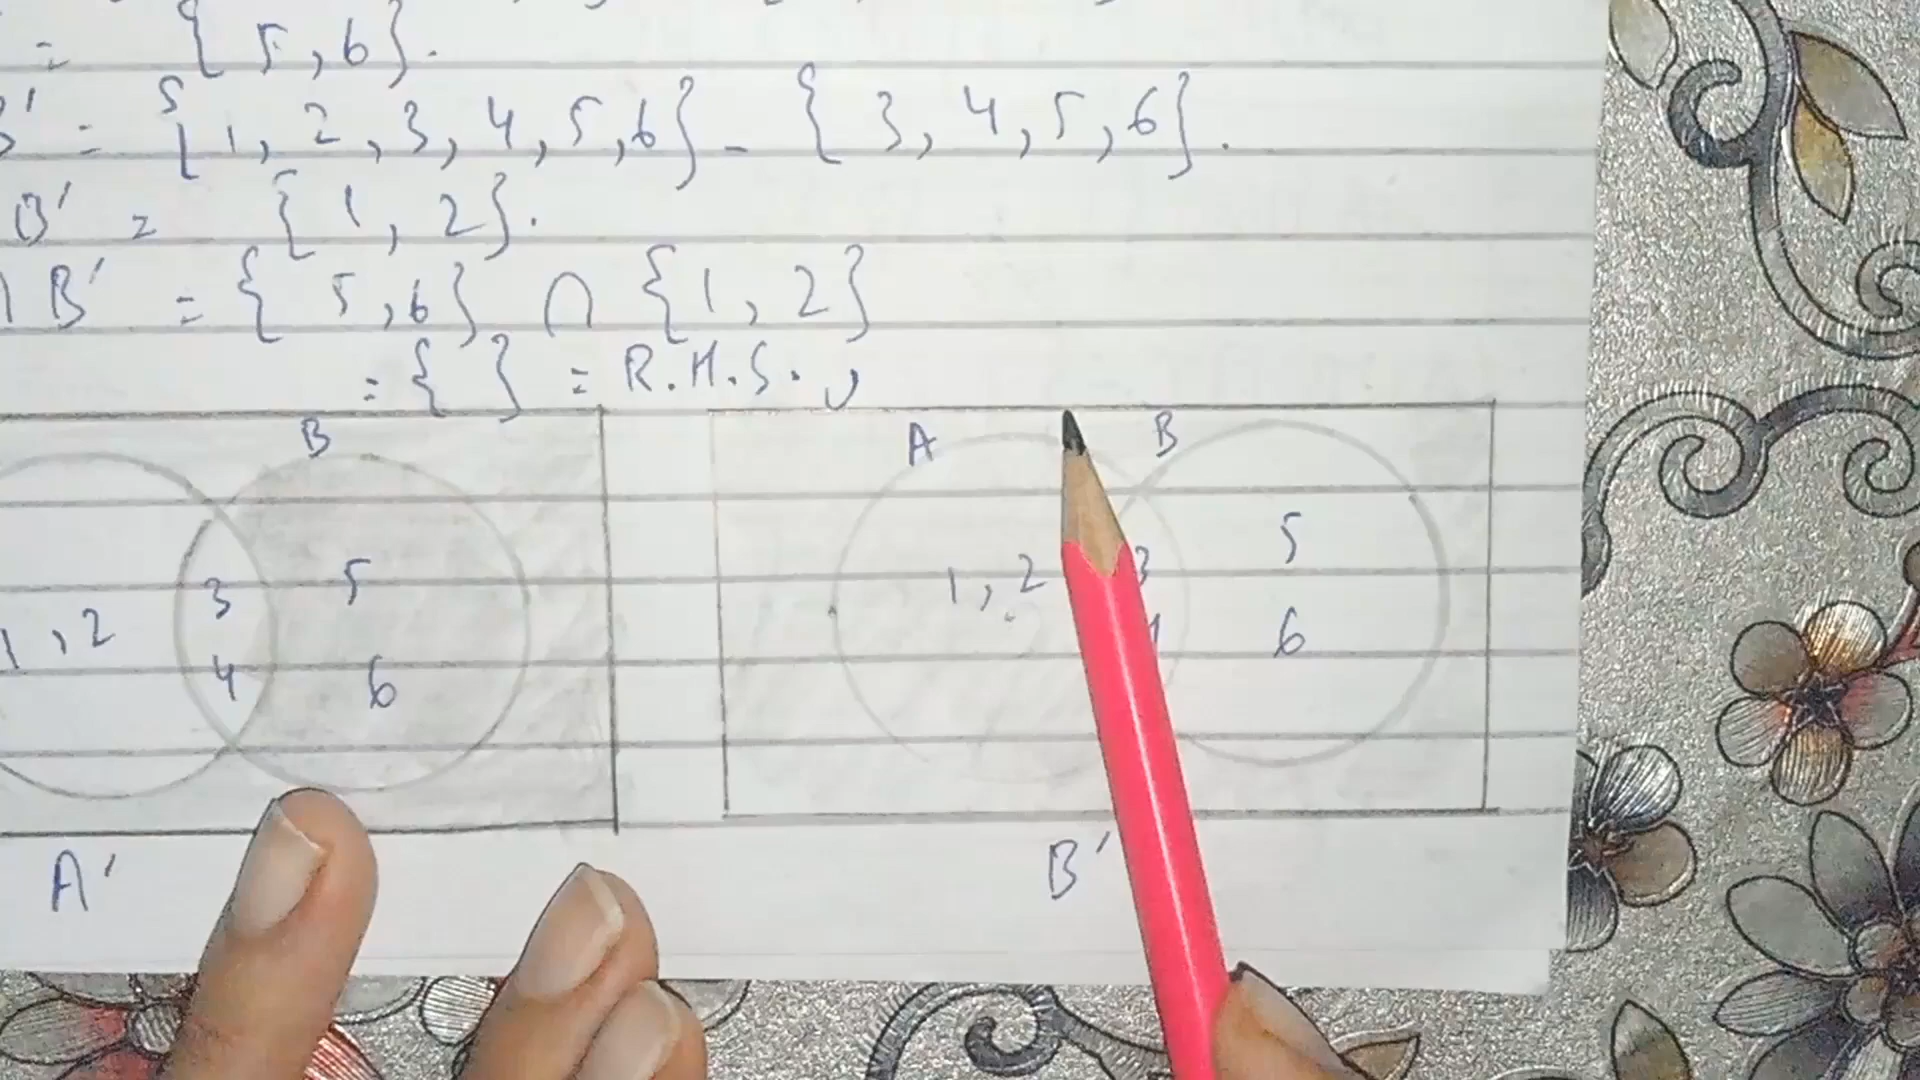 = { 5, 6}.
B' = {1, 2, 3, 4, 5, 6} - { 3, 4, 5, 6}.
B' = { 1, 2}.
∩ B' = { 5, 6} ∩ {1, 2}
= { } = R.H.S.
B
1, 2 3 5
4 6
A'
A B
1, 2 3 5
6
B'